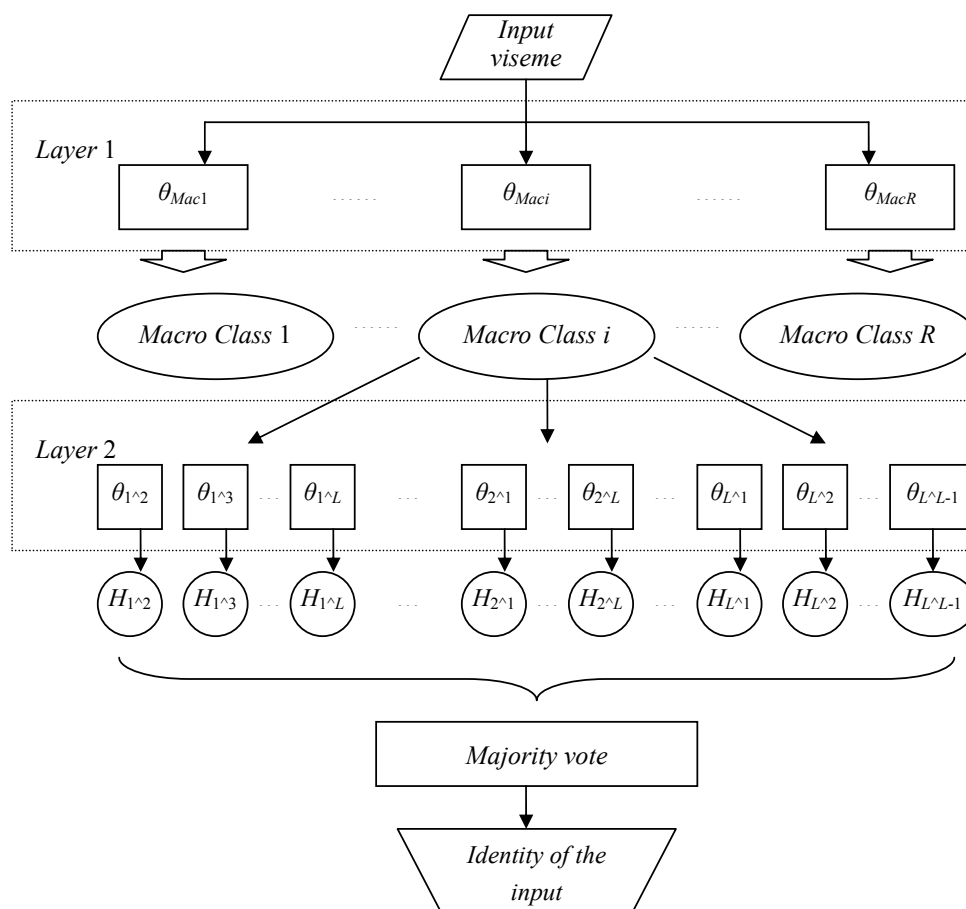 Input
viseme
Layer 1
θMac1 ...... θMaci ...... θMacR
Macro Class 1 ...... Macro Class i ...... Macro Class R
Layer 2
θ1^2 θ1^3 ... θ1^L ... θ2^1 ... θ2^L ... θL^1 θL^2 ... θL^L-1
H1^2 H1^3 ... H1^L ... H2^1 ... H2^L ... HL^1 HL^2 ... HL^L-1
Majority vote
Identity of the
input